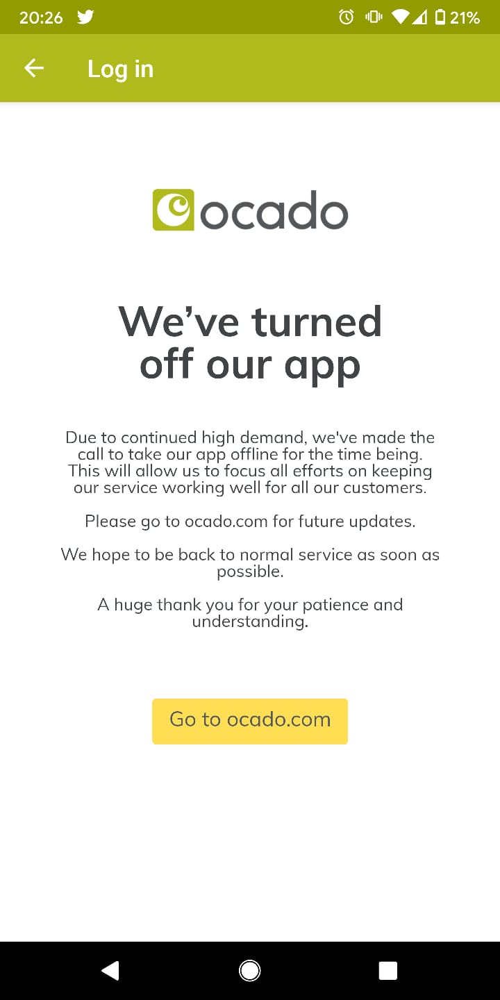 20:26 21%
Log in
ocado
We’ve turned
off our app
Due to continued high demand, we've made the
call to take our app offline for the time being.
This will allow us to focus all efforts on keeping
our service working well for all our customers.
Please go to ocado.com for future updates.
We hope to be back to normal service as soon as
possible.
A huge thank you for your patience and
understanding.
Go to ocado.com